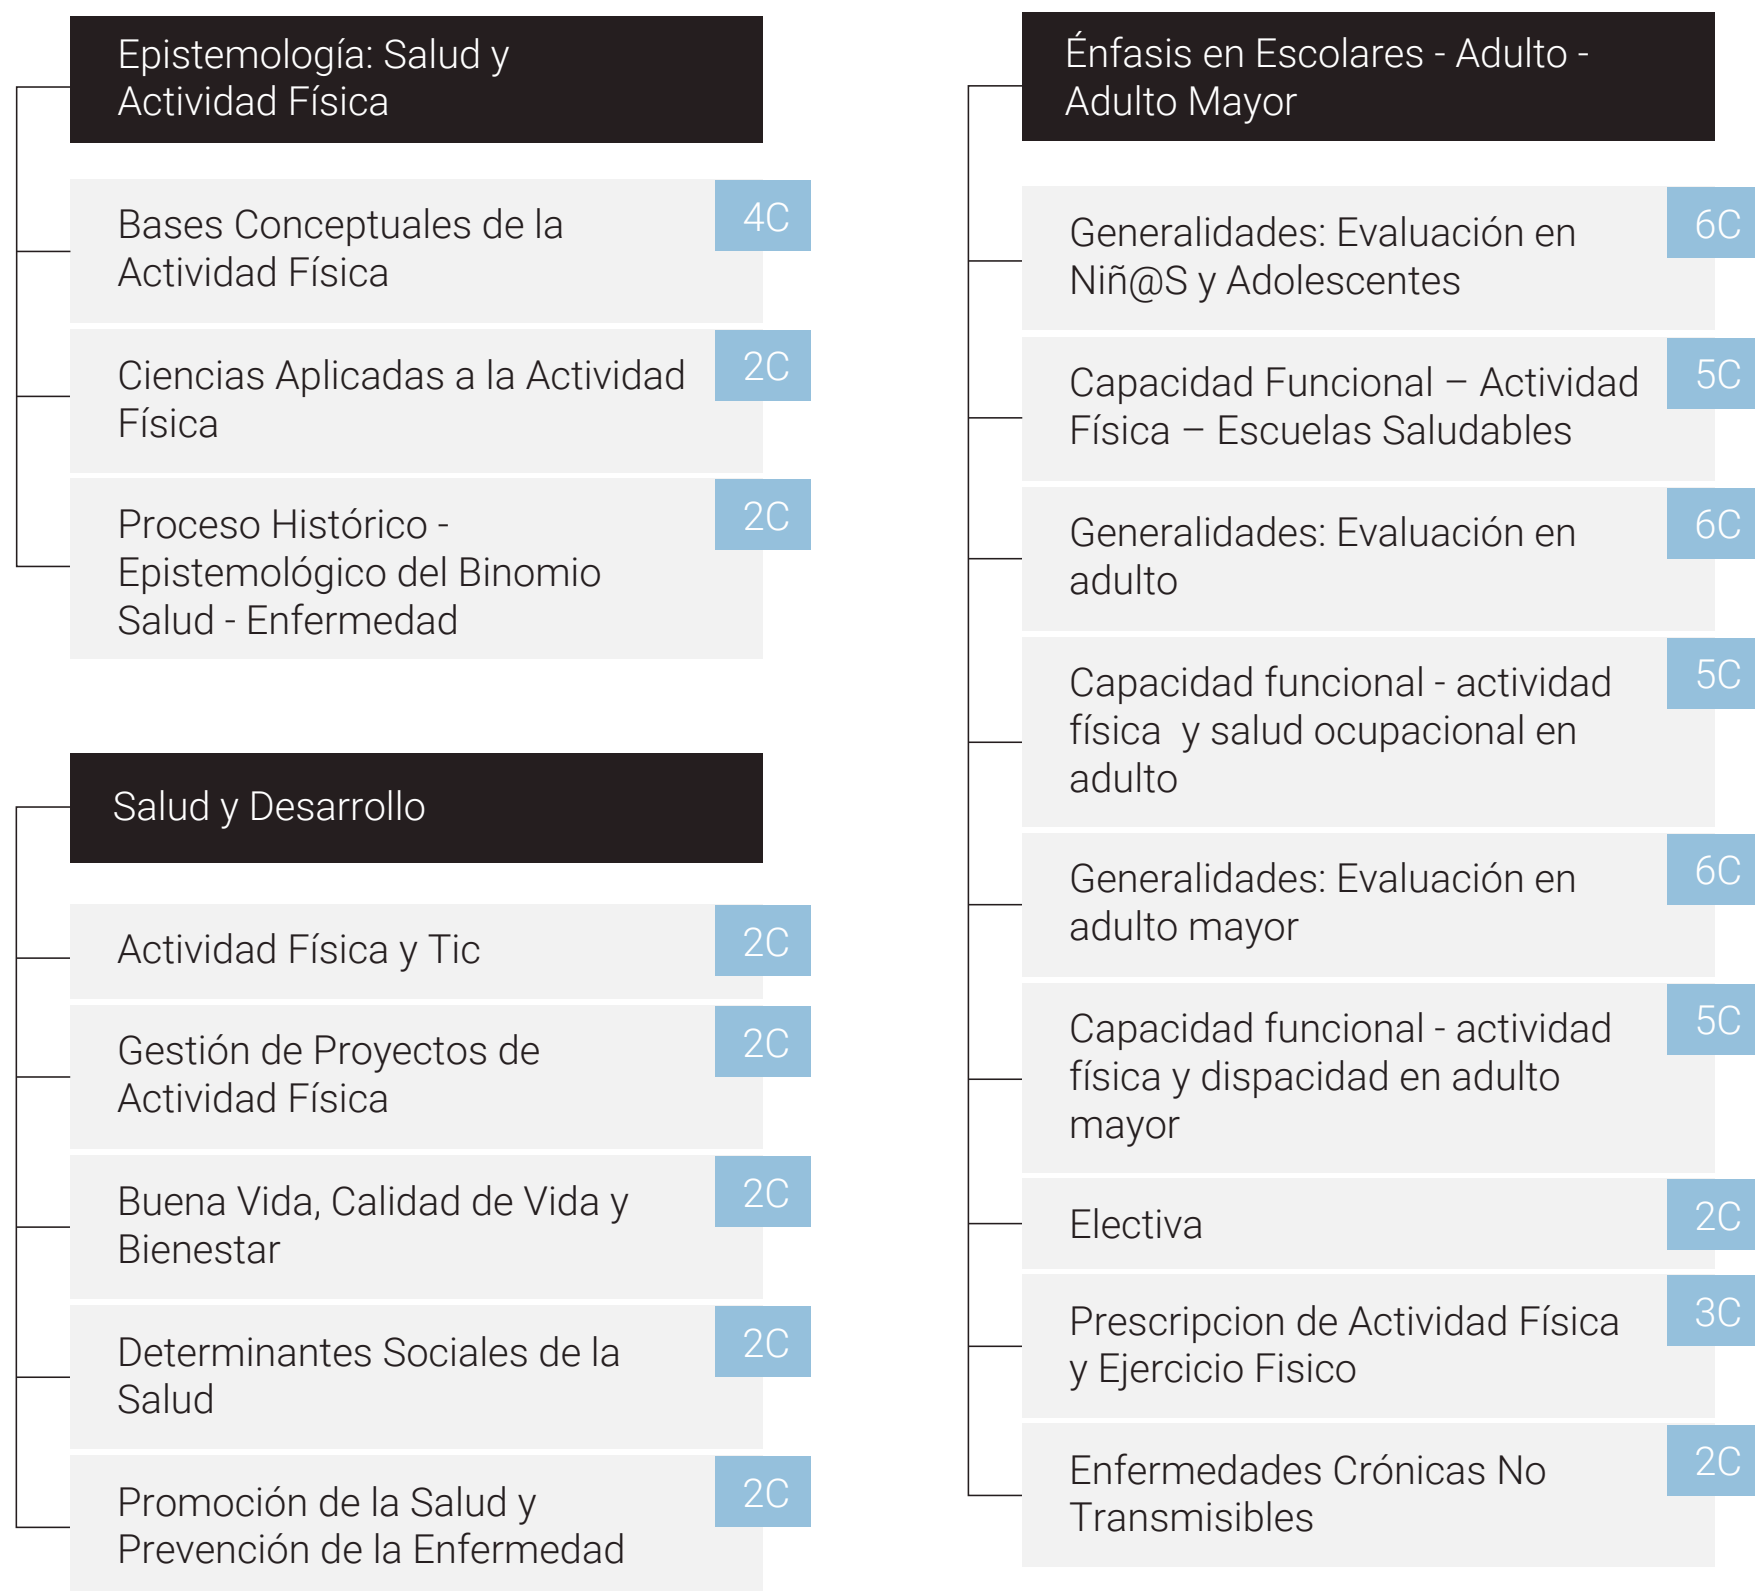 Epistemología: Salud y
Actividad Física
Bases Conceptuales de la
Actividad Física
4C
Ciencias Aplicadas a la Actividad
Física
2C
Proceso Histórico -
Epistemológico del Binomio
Salud - Enfermedad
2C
Salud y Desarrollo
Actividad Física y Tic
2C
Gestión de Proyectos de
Actividad Física
2C
Buena Vida, Calidad de Vida y
Bienestar
2C
Determinantes Sociales de la
Salud
2C
Promoción de la Salud y
Prevención de la Enfermedad
2C
Énfasis en Escolares - Adulto -
Adulto Mayor
Generalidades: Evaluación en
Niñ@S y Adolescentes
6C
Capacidad Funcional – Actividad
Física – Escuelas Saludables
5C
Generalidades: Evaluación en
adulto
6C
Capacidad funcional - actividad
física  y salud ocupacional en
adulto
5C
Generalidades: Evaluación en
adulto mayor
6C
Capacidad funcional - actividad
física y dispacidad en adulto
mayor
5C
Electiva
2C
Prescripcion de Actividad Física
y Ejercicio Fisico
3C
Enfermedades Crónicas No
Transmisibles
2C